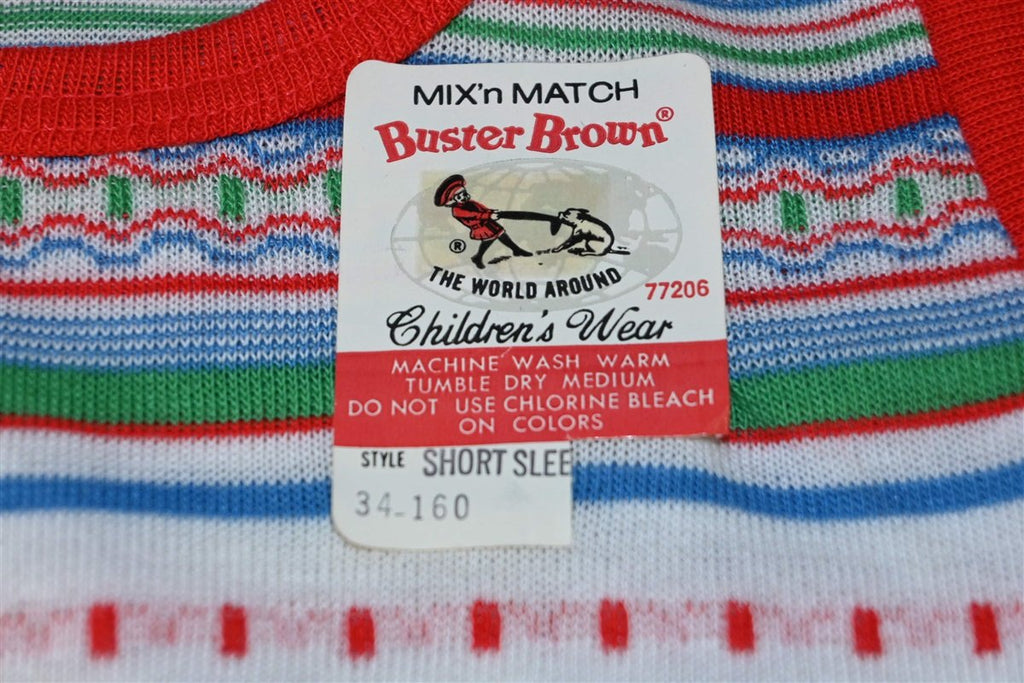 MIX'n MATCH
Buster Brown®
®
THE WORLD AROUND
77206
Children's Wear
MACHINE WASH WARM
TUMBLE DRY MEDIUM
DO NOT USE CHLORINE BLEACH
ON COLORS
STYLE SHORT SLEE
34-160